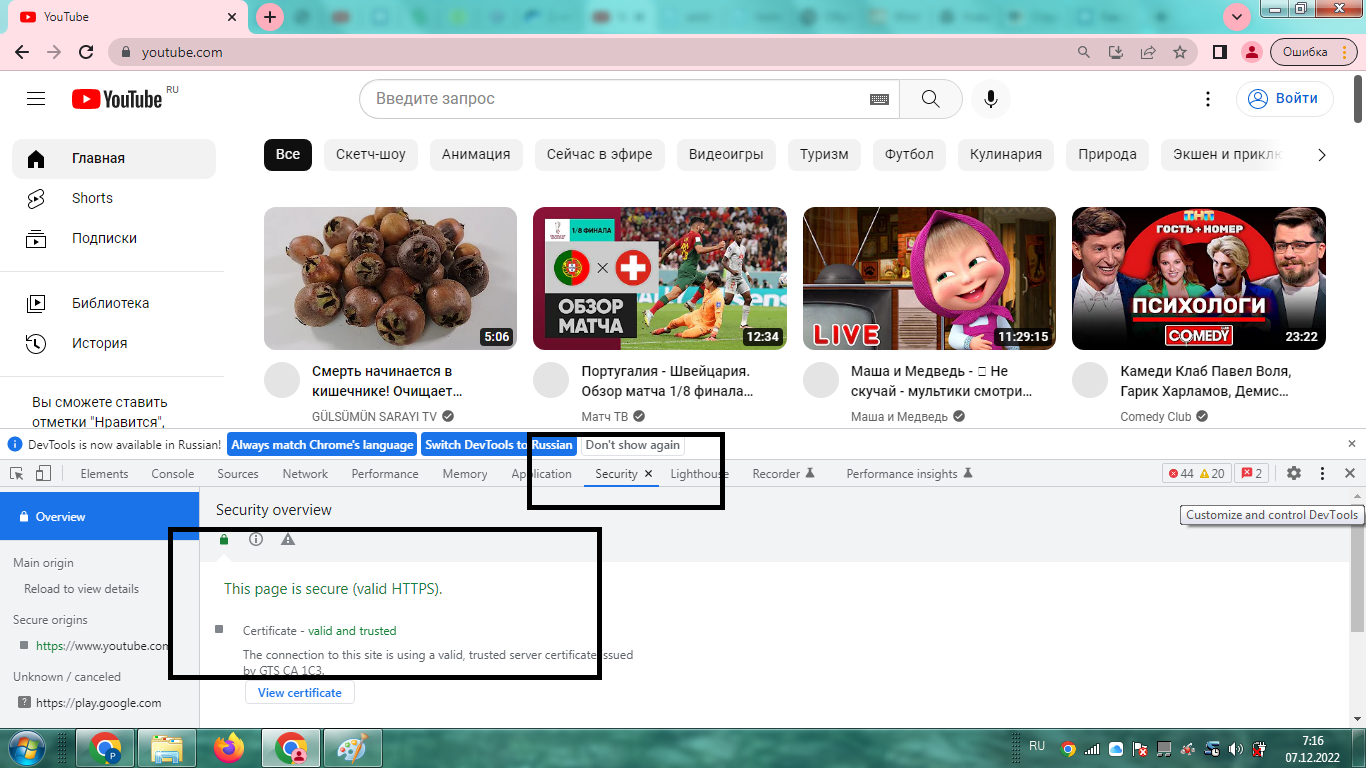 YouTube
youtube.com
Ошибка
YouTube RU
Введите запрос
Войти
Главная
Shorts
Подписки
Библиотека
История
Вы сможете ставить
отметки "Нравится",
Все
Скетч-шоу
Анимация
Сейчас в эфире
Видеоигры
Туризм
Футбол
Кулинария
Природа
Экшен и приклю
5:06
1/8 ФИНАЛА
ОБЗОР
МАТЧА
12:34
LIVE
11:29:15
ТНТ
ГОСТЬ + НОМЕР
ПСИХОЛОГИ
COMEDY
23:22
Смерть начинается в
кишечнике! Очищает...
GÜLSÜMÜN SARAYI TV
Португалия - Швейцария.
Обзор матча 1/8 финала...
Матч ТВ
Маша и Медведь - Не
скучай - мультики смотри...
Маша и Медведь
Камеди Клаб Павел Воля,
Гарик Харламов, Демис...
Comedy Club
DevTools is now available in Russian!
Always match Chrome's language
Switch DevTools to Russian
Don't show again
Elements
Console
Sources
Network
Performance
Memory
Application
Security
Lighthouse
Recorder
Performance insights
44
20
2
Overview
Main origin
Reload to view details
Secure origins
https://www.youtube.com
Unknown / canceled
https://play.google.com
Security overview
Customize and control DevTools
This page is secure (valid HTTPS).
Certificate - valid and trusted
The connection to this site is using a valid, trusted server certificate issued
by GTS CA 1C3.
View certificate
RU
7:16
07.12.2022